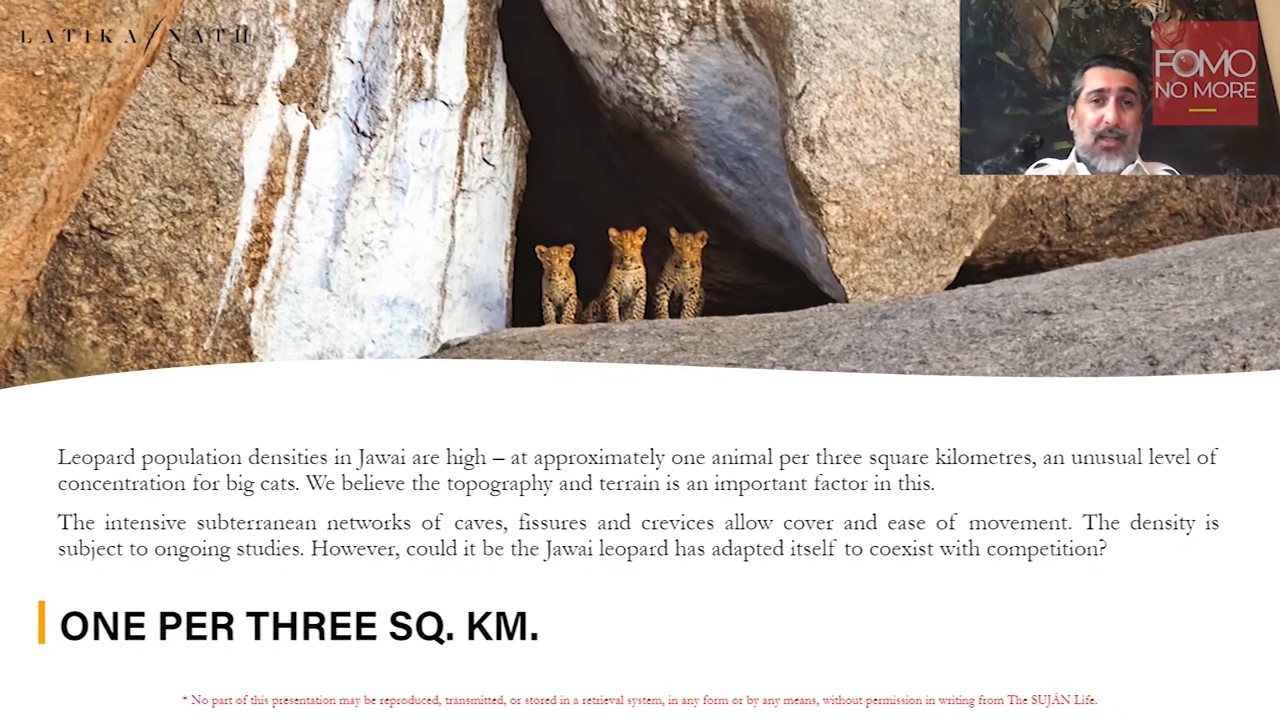 LATIKA / NATH
FOMO
NO MORE
Leopard population densities in Jawai are high – at approximately one animal per three square kilometres, an unusual level of
concentration for big cats. We believe the topography and terrain is an important factor in this.
The intensive subterranean networks of caves, fissures and crevices allow cover and ease of movement. The density is
subject to ongoing studies. However, could it be the Jawai leopard has adapted itself to coexist with competition?
ONE PER THREE SQ. KM.
* No part of this presentation may be reproduced, transmitted, or stored in a retrieval system, in any form or by any means, without permission in writing from The SUJÁN Life.